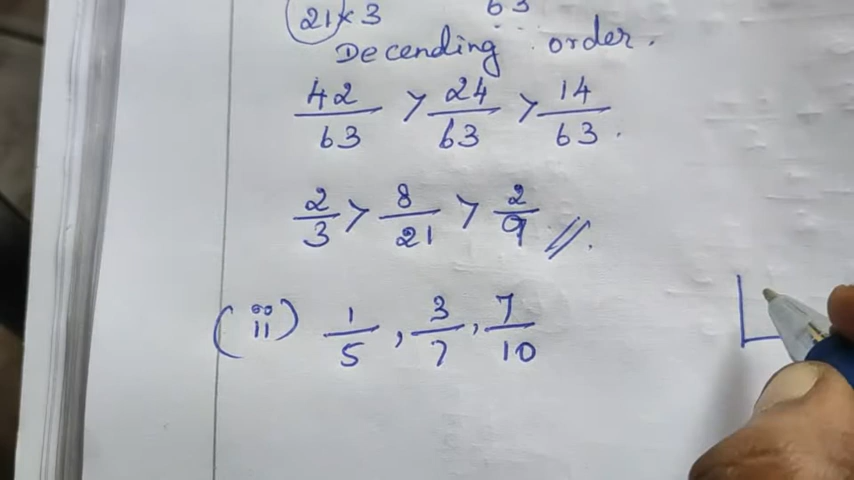 21 x 3 63
Decending order.
42/63 > 24/63 > 14/63.
2/3 > 8/21 > 2/9 //.
(ii) 1/5, 3/7, 7/10